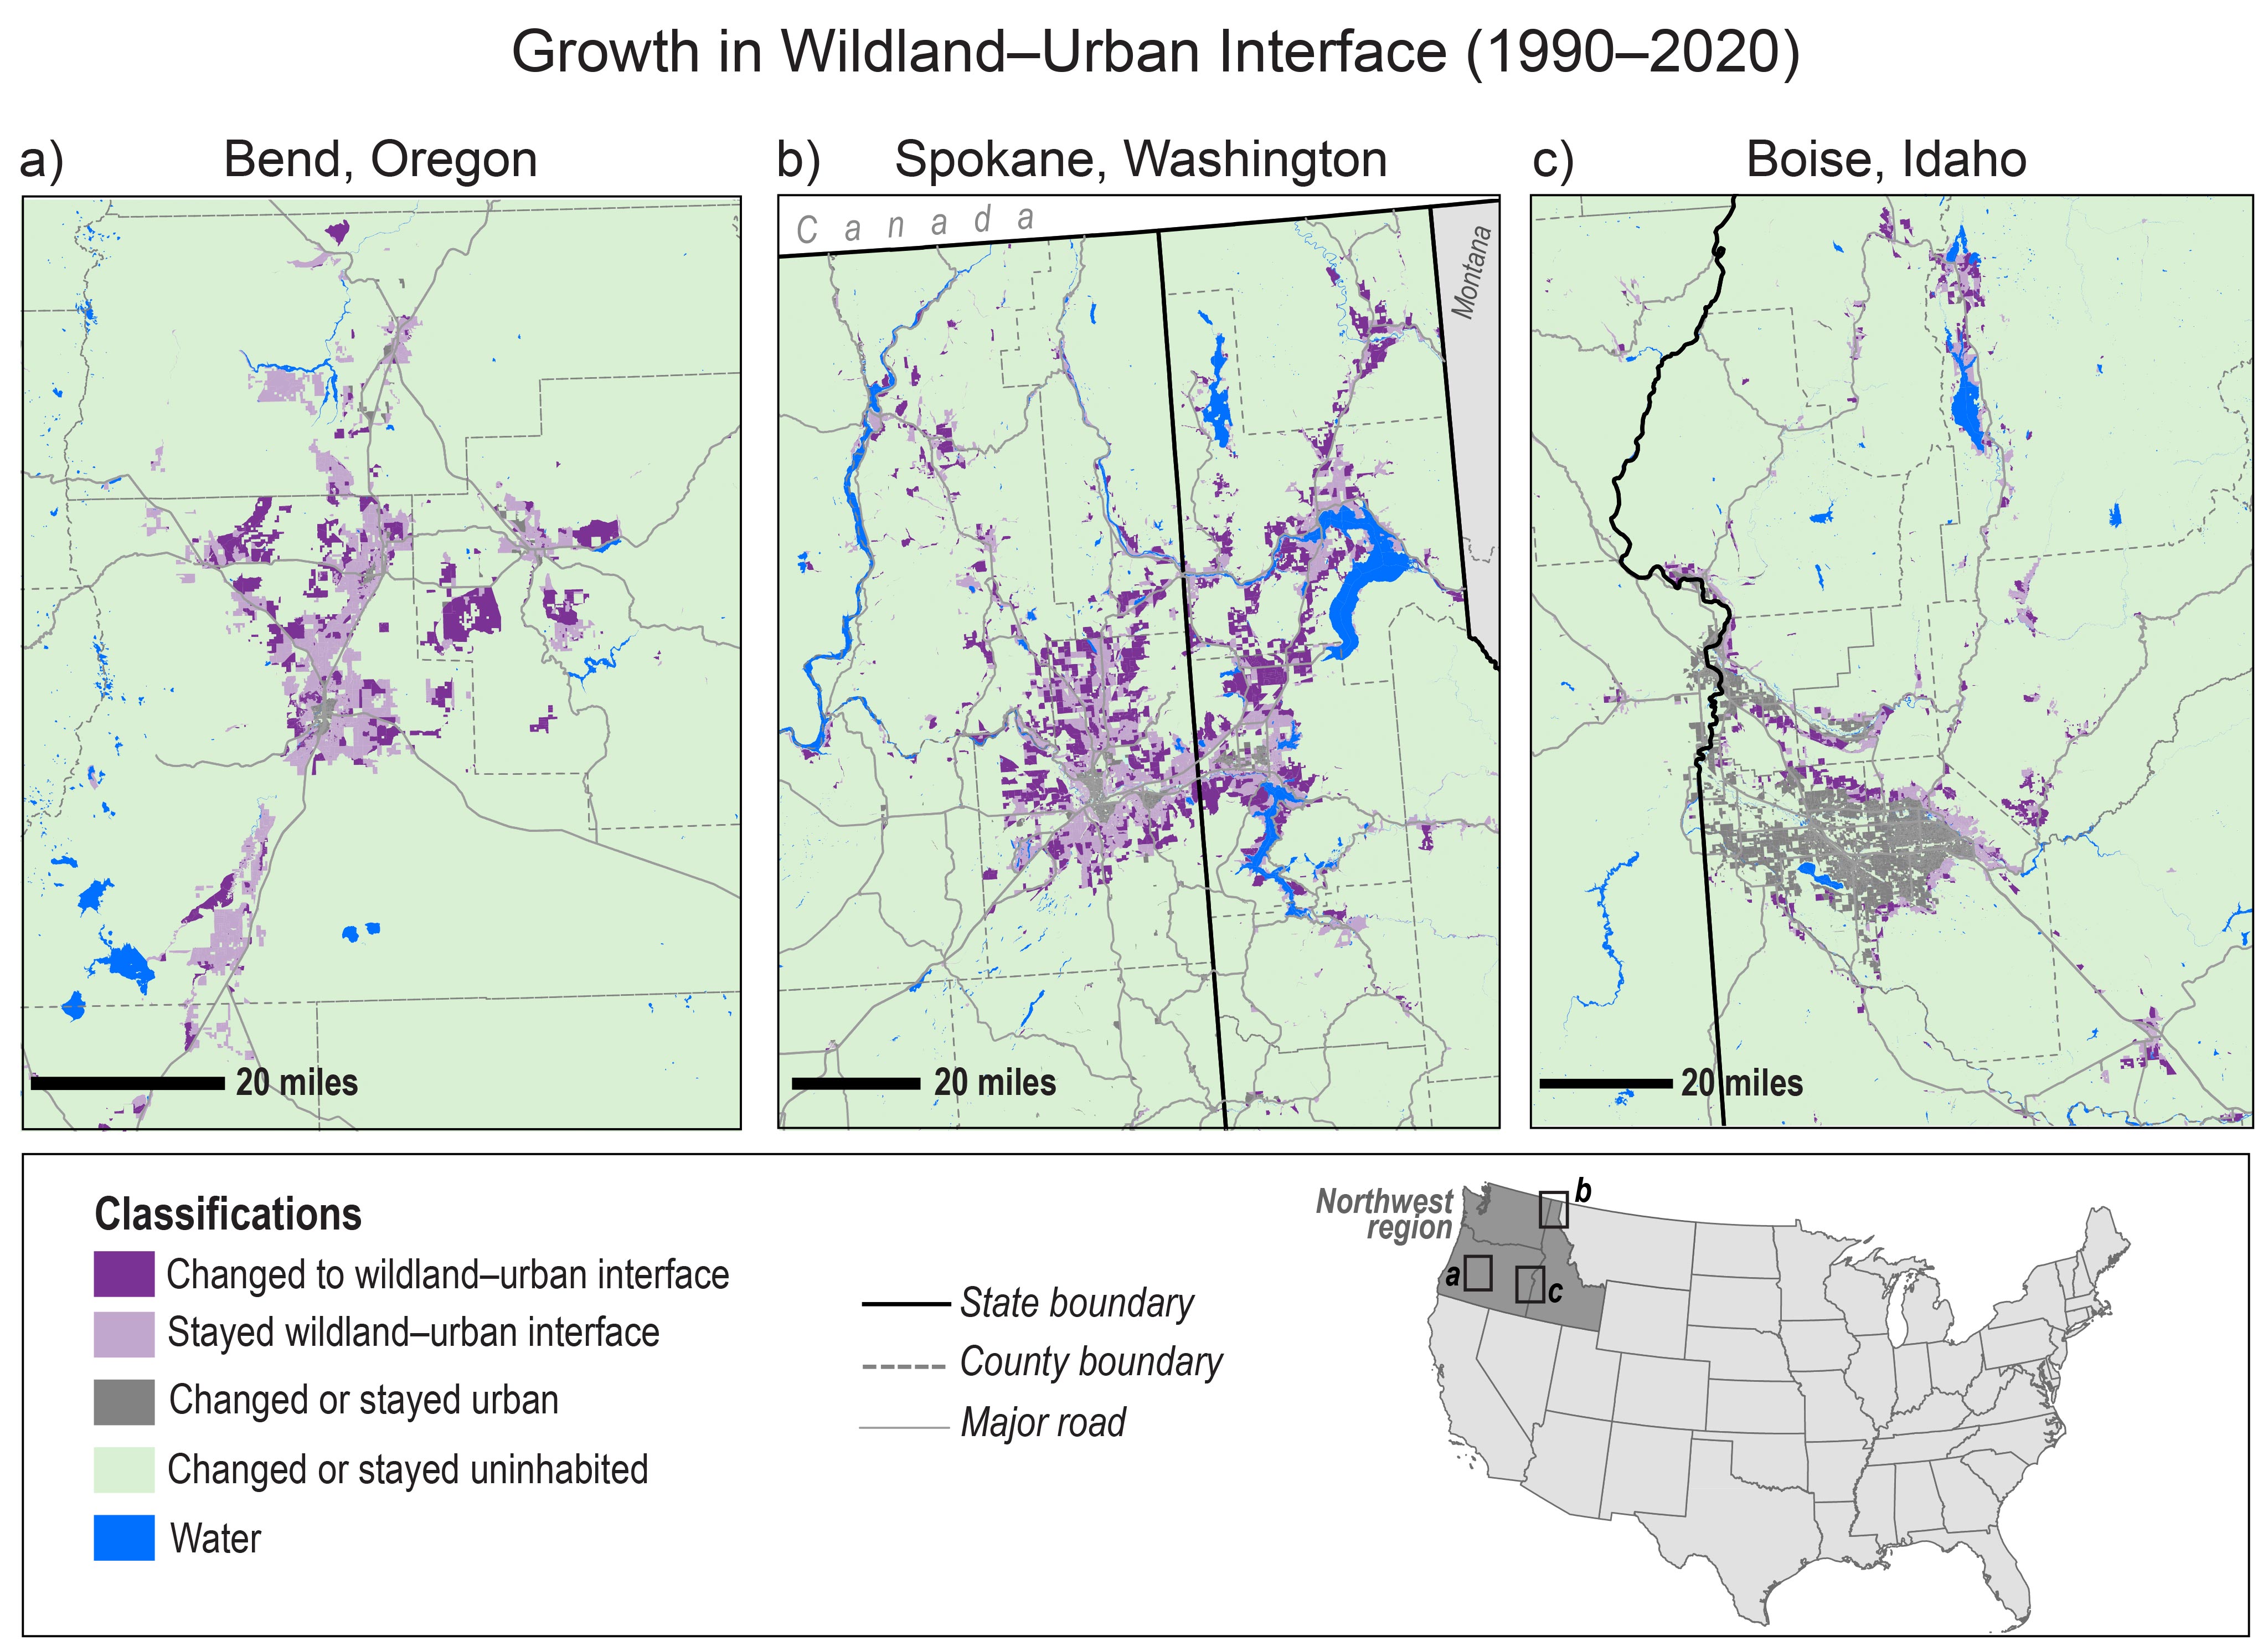 Growth in Wildland–Urban Interface (1990–2020)
a) Bend, Oregon
b) Spokane, Washington
c) Boise, Idaho
Canada
Montana
20 miles
20 miles
20 miles
Classifications
Changed to wildland–urban interface
Stayed wildland–urban interface
Changed or stayed urban
Changed or stayed uninhabited
Water
State boundary
County boundary
Major road
Northwest
region
b
a
c